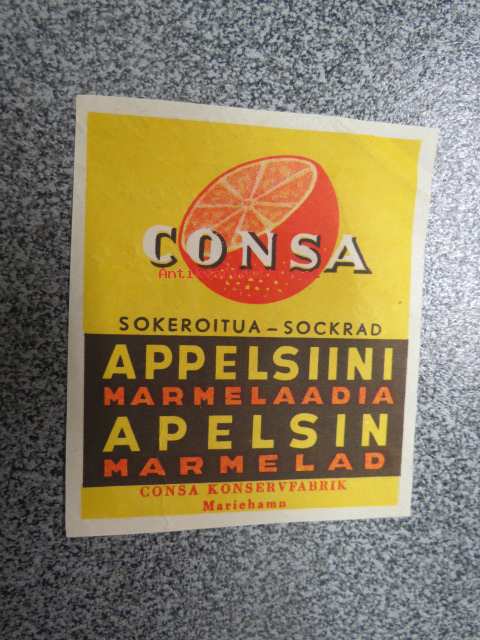 CONSA
SOKEROITUA – SOCKRAD
APPELSIINI
MARMELAADIA
APELSIN
MARMELAD
CONSA KONSERVFABRIK
Mariehamn